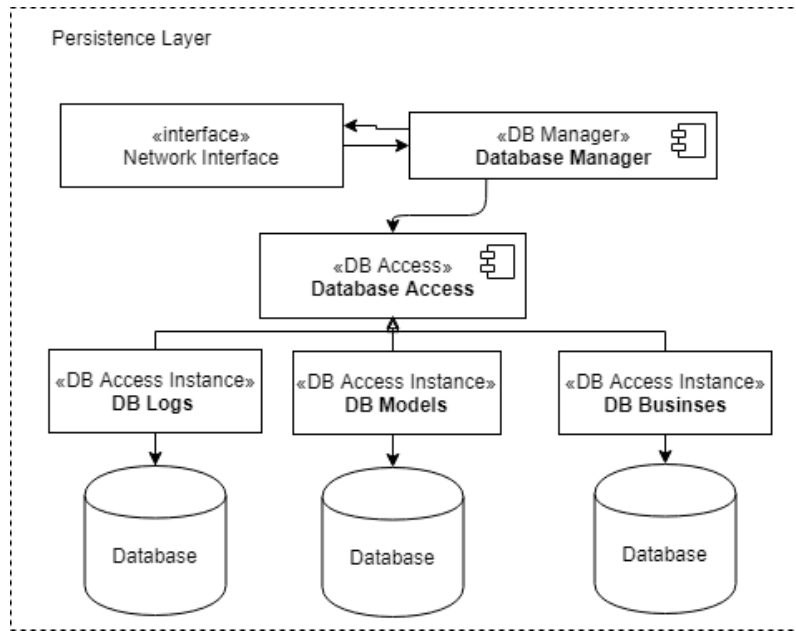 Persistence Layer
«interface»
Network Interface
«DB Manager»
Database Manager
«DB Access»
Database Access
«DB Access Instance»
DB Logs
«DB Access Instance»
DB Models
«DB Access Instance»
DB Businses
Database
Database
Database